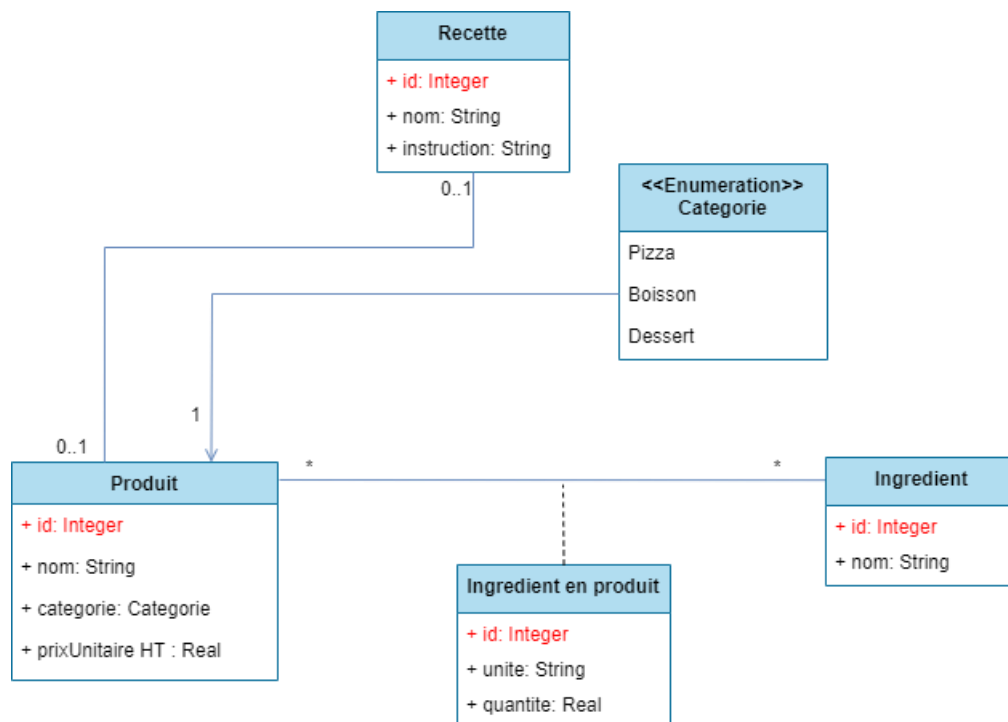 Recette
+ id: Integer
+ nom: String
+ instruction: String
0..1
<<Enumeration>>
Categorie
Pizza
Boisson
Dessert
1
0..1
Produit
+ id: Integer
+ nom: String
+ categorie: Categorie
+ prixUnitaire HT : Real
*
*
Ingredient
+ id: Integer
+ nom: String
Ingredient en produit
+ id: Integer
+ unite: String
+ quantite: Real